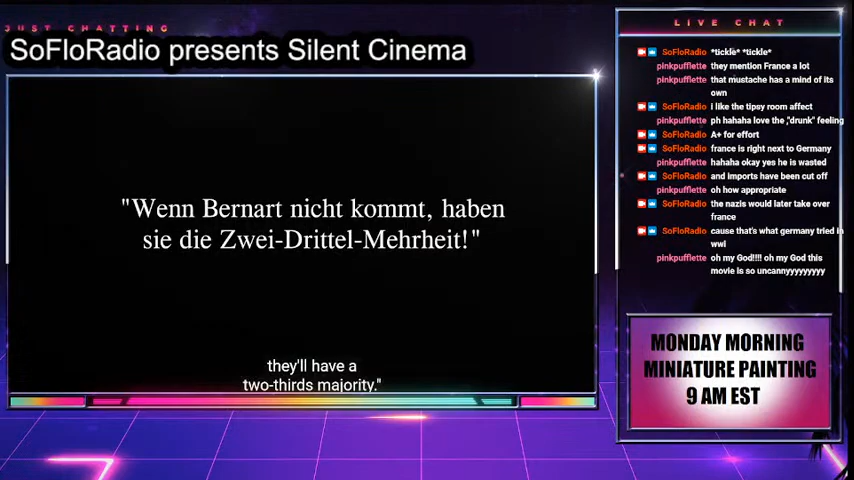 JUST CHATTING
SoFloRadio presents Silent Cinema
"Wenn Bernart nicht kommt, haben
sie die Zwei-Drittel-Mehrheit!"
they'll have a
two-thirds majority."
LIVE CHAT
SoFloRadio *tickle* *tickle*
pinkpufflette they mention France a lot
pinkpufflette that mustache has a mind of its
own
SoFloRadio i like the tipsy room affect
pinkpufflette ph hahaha love the ,"drunk" feeling
SoFloRadio A+ for effort
SoFloRadio france is right next to Germany
pinkpufflette hahaha okay yes he is wasted
SoFloRadio and imports have been cut off
pinkpufflette oh how appropriate
SoFloRadio the nazis would later take over
france
SoFloRadio cause that's what germany tried in
wwi
pinkpufflette oh my God!!!! oh my God this
movie is so uncannyyyyyyyy
MONDAY MORNING
MINIATURE PAINTING
9 AM EST